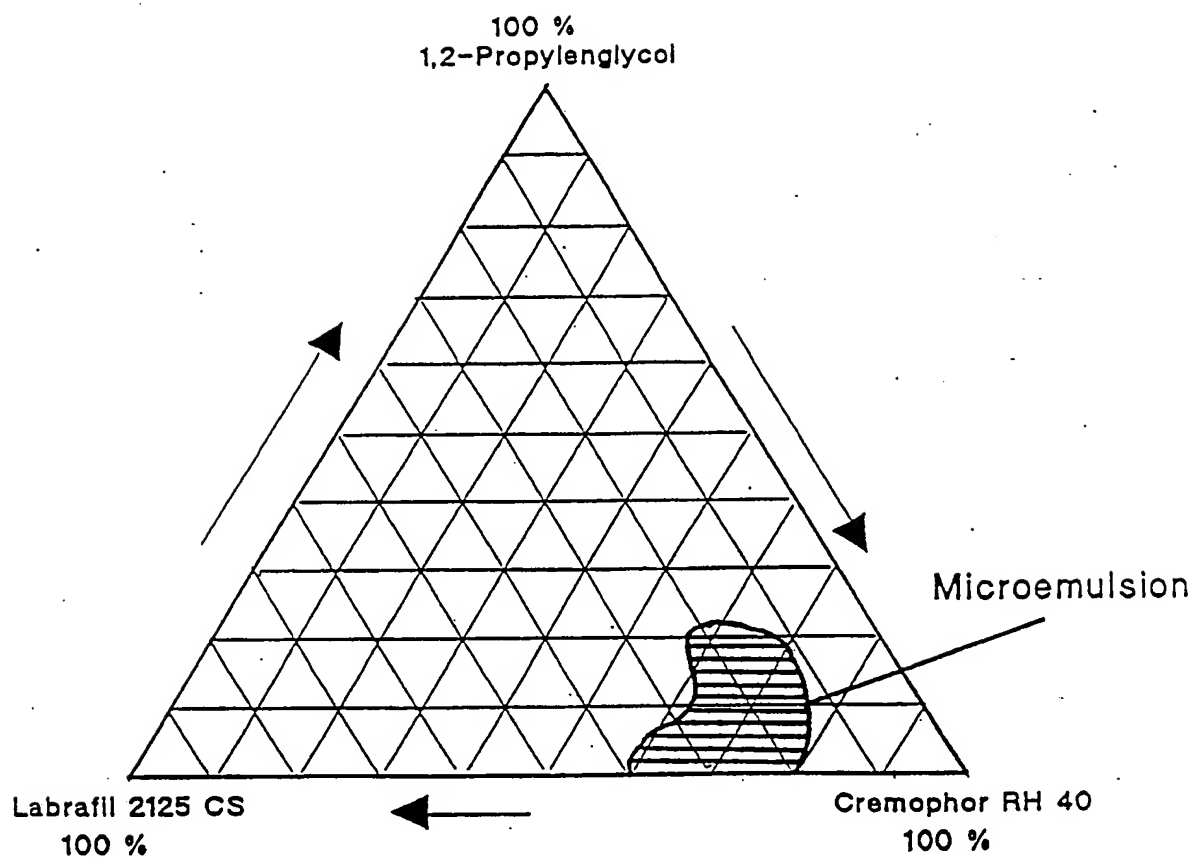 100 %
1,2-Propylenglycol
Microemulsion
Labrafil 2125 CS
100 %
Cremophor RH 40
100 %